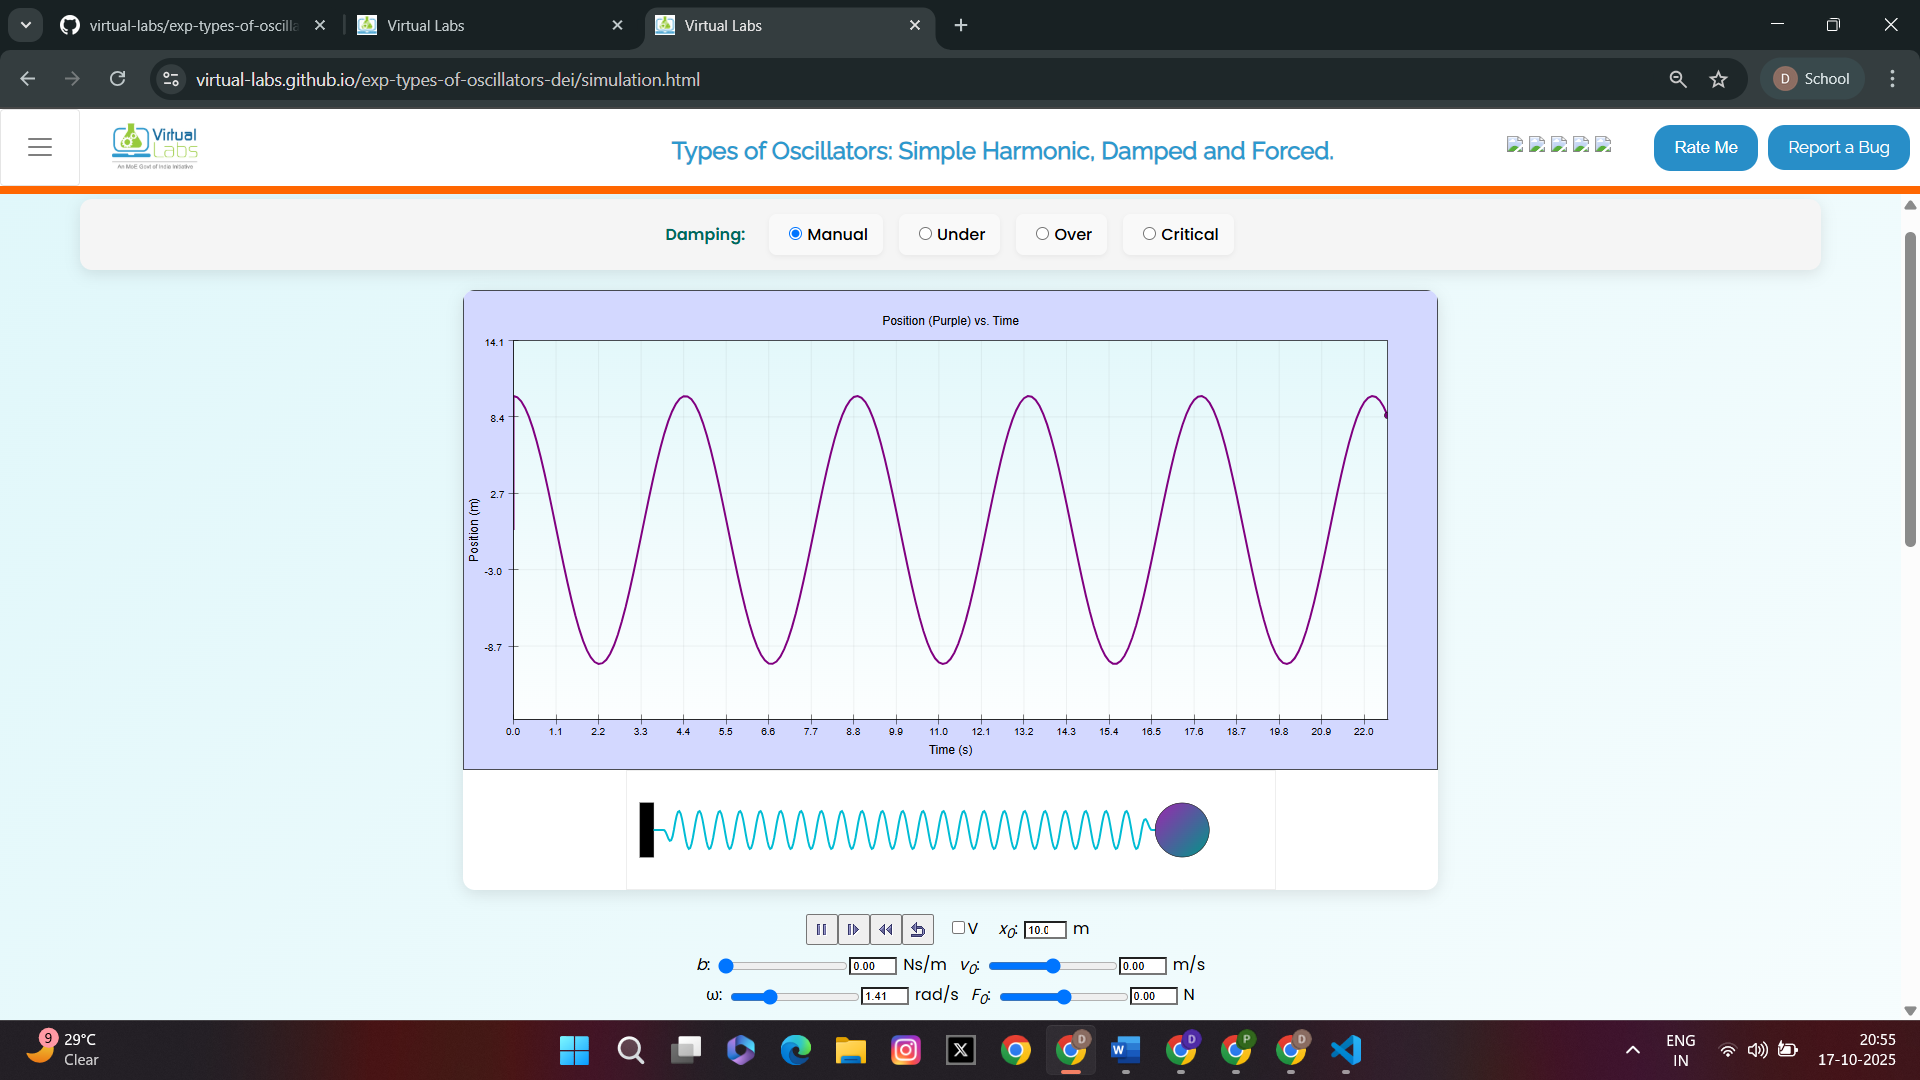 virtual-labs/exp-types-of-oscilla
Virtual Labs
Virtual Labs
virtual-labs.github.io/exp-types-of-oscillators-dei/simulation.html
D School
Virtual
Labs
An MoE Govt of India Initiative
Types of Oscillators: Simple Harmonic, Damped and Forced.
Rate Me
Report a Bug
Damping: Manual Under Over Critical
Position (Purple) vs. Time
14.1
8.4
2.7
-3.0
-8.7
Position (m)
0.0 1.1 2.2 3.3 4.4 5.5 6.6 7.7 8.8 9.9 11.0 12.1 13.2 14.3 15.4 16.5 17.6 18.7 19.8 20.9 22.0
Time (s)
V x0: 10.0 m
b: 0.00 Ns/m v0: 0.00 m/s
ω: 1.41 rad/s F0: 0.00 N
9
29°C
Clear
D
D
P
D
ENG
IN
20:55
17-10-2025